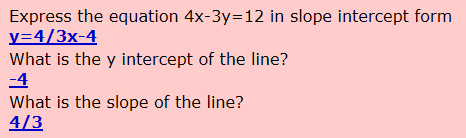 Express the equation 4x-3y=12 in slope intercept form
y=4/3x-4
What is the y intercept of the line?
-4
What is the slope of the line?
4/3